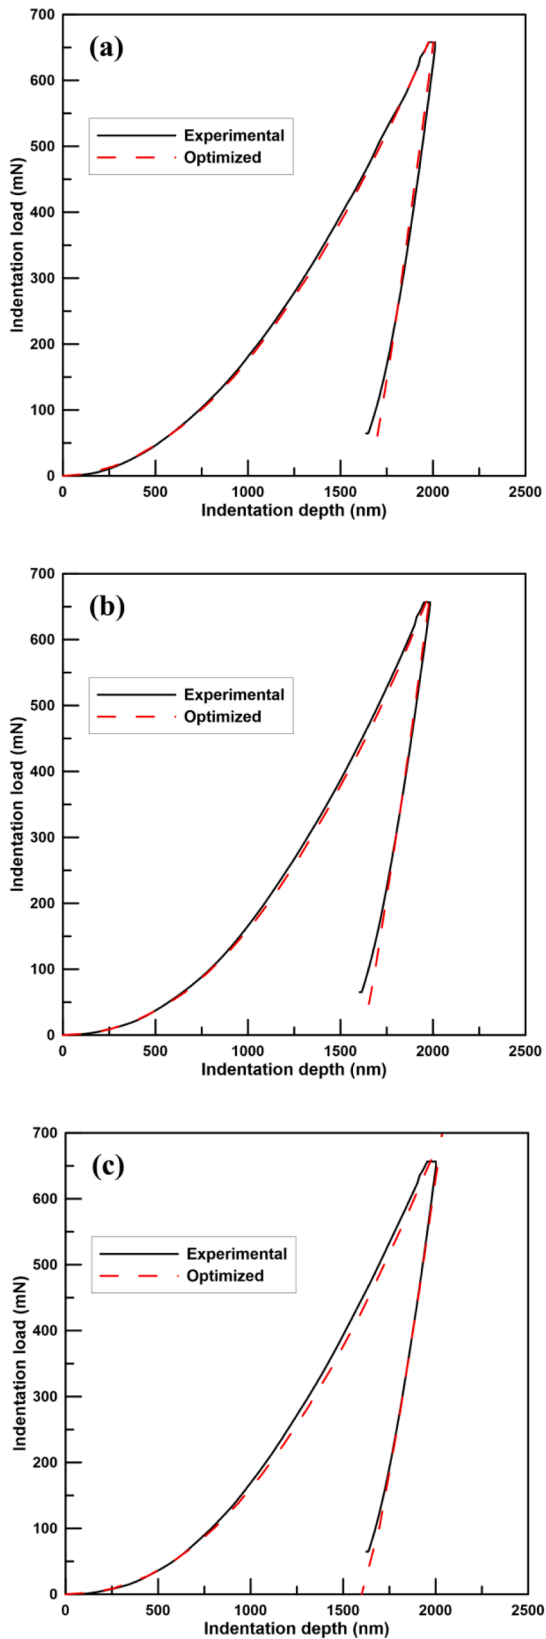 (a)
700
600
500
400
300
200
100
0
Indentation load (mN)
Experimental
Optimized
0 500 1000 1500 2000 2500
Indentation depth (nm)
(b)
700
600
500
400
300
200
100
0
Indentation load (mN)
Experimental
Optimized
0 500 1000 1500 2000 2500
Indentation depth (nm)
(c)
700
600
500
400
300
200
100
0
Indentation load (mN)
Experimental
Optimized
0 500 1000 1500 2000 2500
Indentation depth (nm)